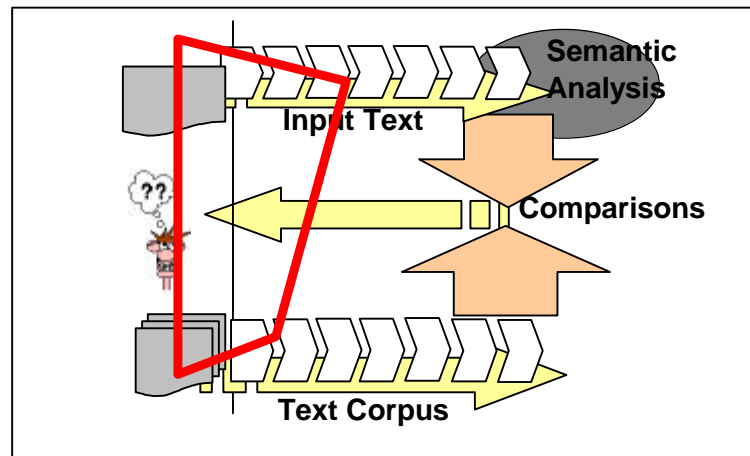 Semantic
Analysis
Input Text
??
Comparisons
Text Corpus